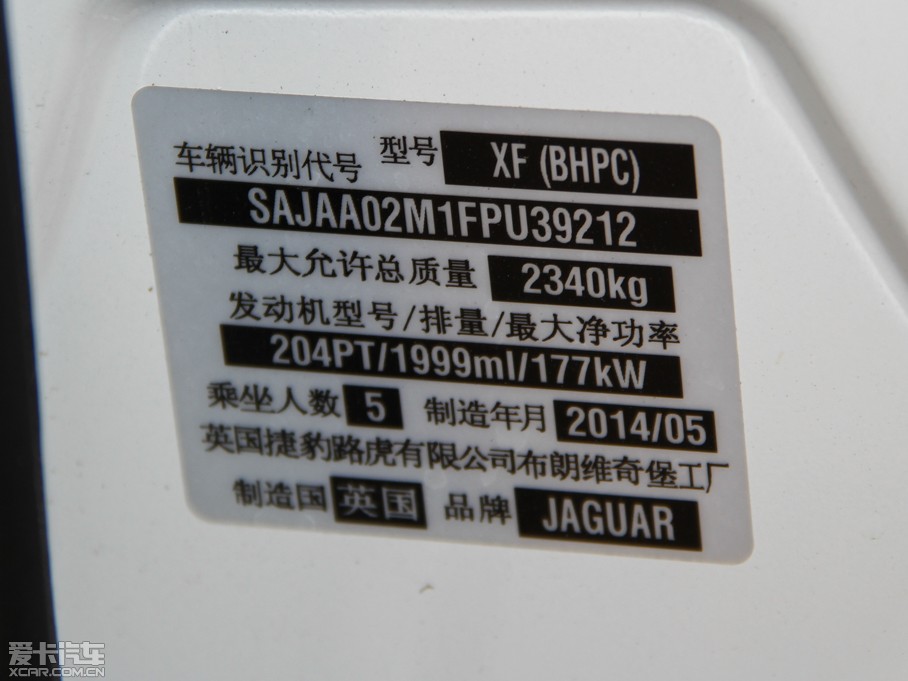 型号 XF (BHPC)
车辆识别代号
SAJAA02M1FPU39212
最大允许总质量 2340kg
发动机型号/排量/最大净功率
204PT/1999ml/177kW
乘坐人数 5 制造年月 2014/05
英国捷豹路虎有限公司布朗维奇堡工厂
制造国 英国 品牌 JAGUAR
爱卡汽车
XCAR.COM.CN